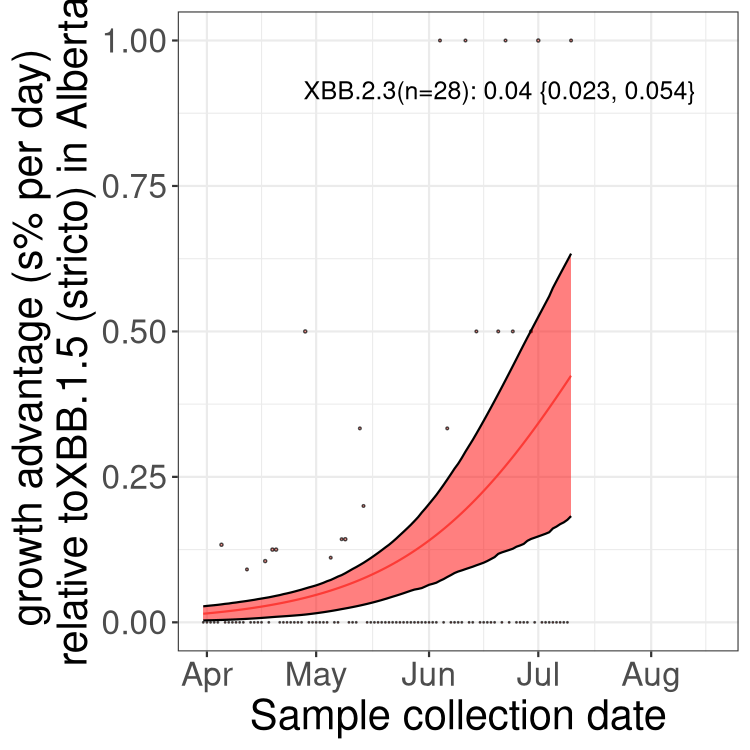 growth advantage (s% per day)
relative toXBB.1.5 (stricto) in Alberta
1.00
0.75
0.50
0.25
0.00
XBB.2.3(n=28): 0.04 {0.023, 0.054}
Apr May Jun Jul Aug
Sample collection date